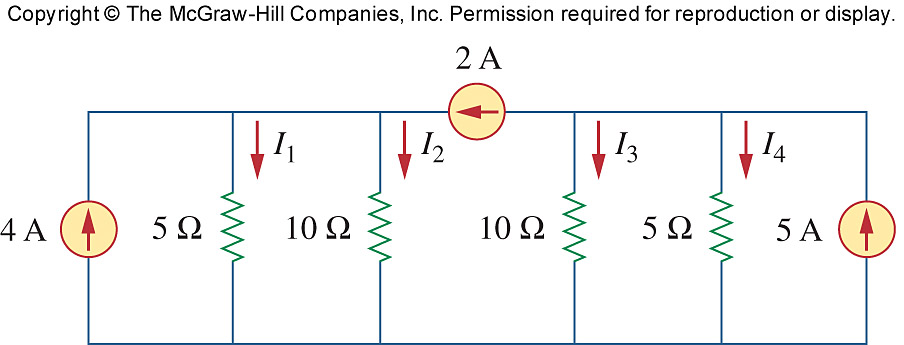 Copyright © The McGraw-Hill Companies, Inc. Permission required for reproduction or display.
2 A
I1 I2 I3 I4
4 A 5 Ω 10 Ω 10 Ω 5 Ω 5 A